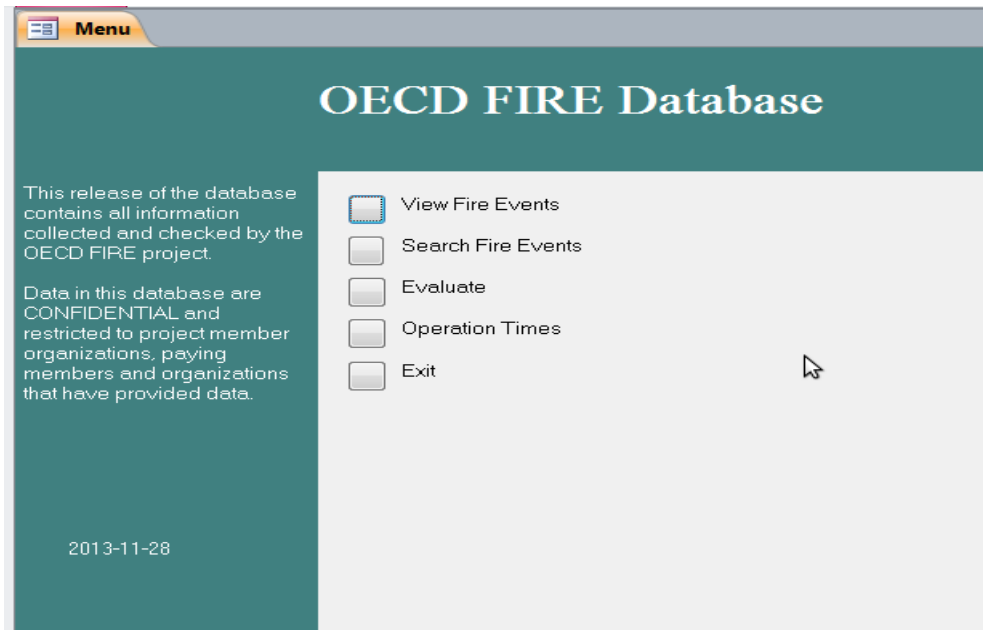 Menu
OECD FIRE Database
This release of the database
contains all information
collected and checked by the
OECD FIRE project.
Data in this database are
CONFIDENTIAL and
restricted to project member
organizations, paying
members and organizations
that have provided data.
2013-11-28
View Fire Events
Search Fire Events
Evaluate
Operation Times
Exit